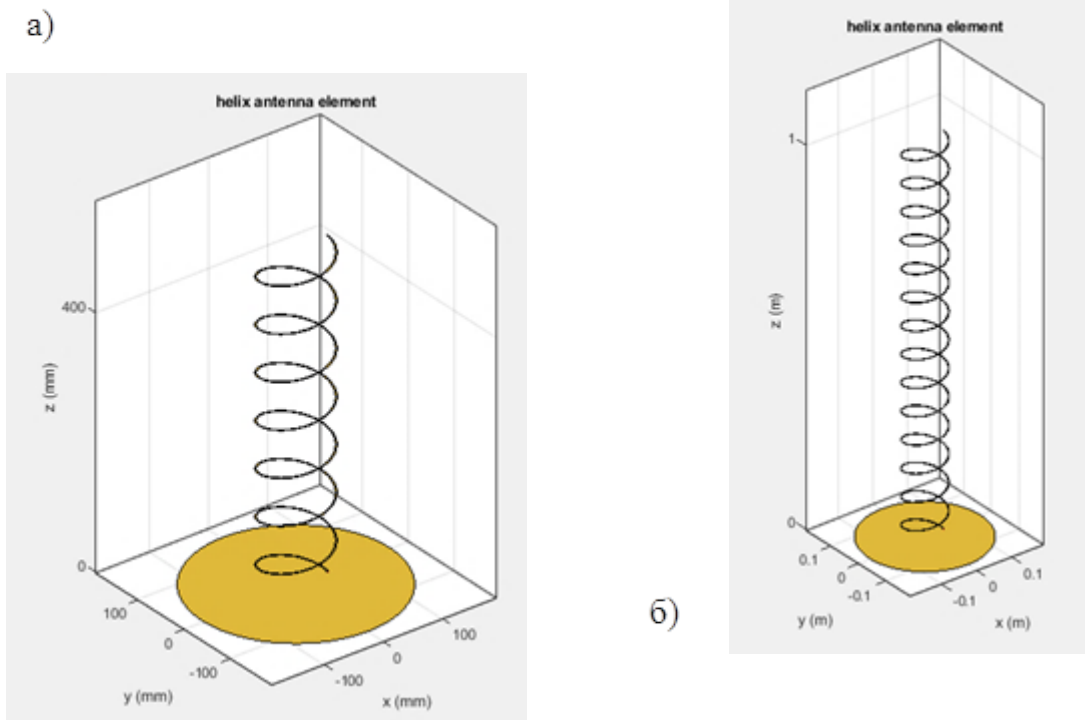 а)
helix antenna element
400
0
z (mm)
100
0
-100
y (mm)
-100
0
100
x (mm)
б)
helix antenna element
1
0
z (m)
0.1
0
-0.1
y (m)
-0.1
0
0.1
x (m)